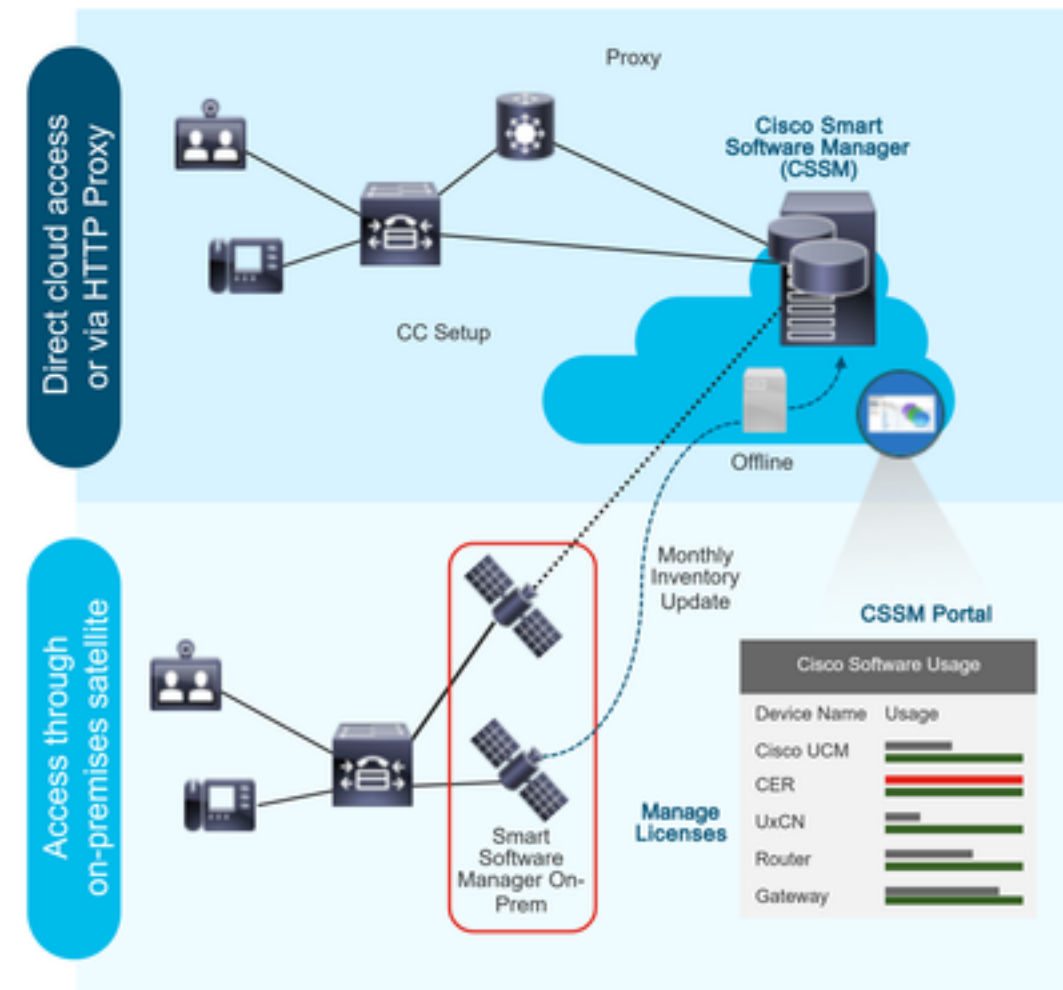 Direct cloud access
or via HTTP Proxy
Proxy
Cisco Smart
Software Manager
(CSSM)
CC Setup
Offline
Access through
on-premises satellite
Monthly
Inventory
Update
Smart
Software
Manager On-
Prem
Manage
Licenses
CSSM Portal
Cisco Software Usage
Device Name Usage
Cisco UCM
CER
UxCN
Router
Gateway